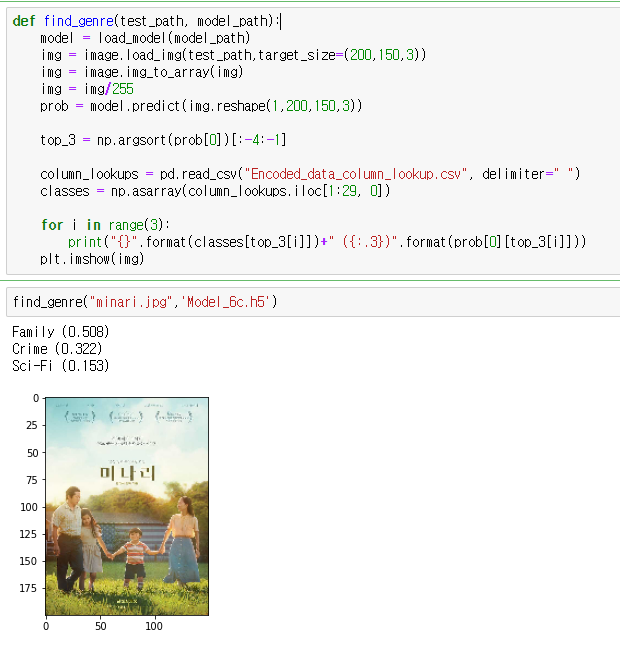 def find_genre(test_path, model_path):
    model = load_model(model_path)
    img = image.load_img(test_path,target_size=(200,150,3))
    img = image.img_to_array(img)
    img = img/255
    prob = model.predict(img.reshape(1,200,150,3))
    top_3 = np.argsort(prob[0])[:-4:-1]
    column_lookups = pd.read_csv("Encoded_data_column_lookup.csv", delimiter=" ")
    classes = np.asarray(column_lookups.iloc[1:29, 0])
    for i in range(3):
        print("{}".format(classes[top_3[i]])+" ({:.3})".format(prob[0][top_3[i]]))
    plt.imshow(img)
find_genre("minari.jpg",'Model_6c.h5')
Family (0.508)
Crime (0.322)
Sci-Fi (0.153)
0
25
50
75
100
125
150
175
미나리
0 50 100